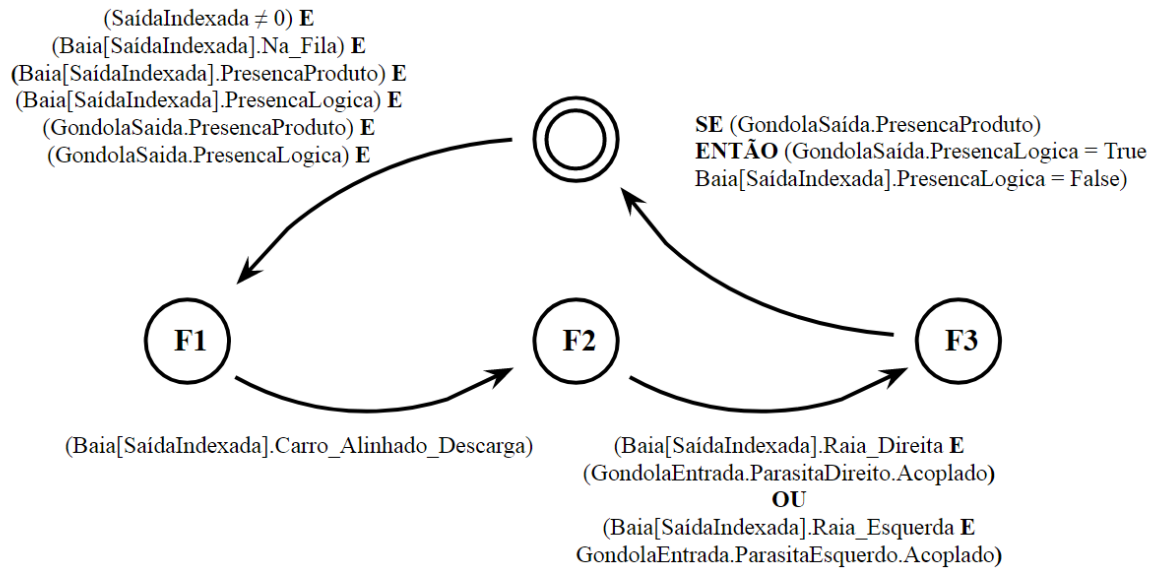 (SaídaIndexada ≠ 0) E
(Baia[SaídaIndexada].Na_Fila) E
(Baia[SaídaIndexada].PresencaProduto) E
(Baia[SaídaIndexada].PresencaLogica) E
(GondolaSaida.PresencaProduto) E
(GondolaSaida.PresencaLogica) E
SE (GondolaSaída.PresencaProduto)
ENTÃO (GondolaSaída.PresencaLogica = True
Baia[SaídaIndexada].PresencaLogica = False)
F1
F2
F3
(Baia[SaídaIndexada].Carro_Alinhado_Descarga)
(Baia[SaídaIndexada].Raia_Direita E
(GondolaEntrada.ParasitaDireito.Acoplado)
OU
(Baia[SaídaIndexada].Raia_Esquerda E
GondolaEntrada.ParasitaEsquerdo.Acoplado)